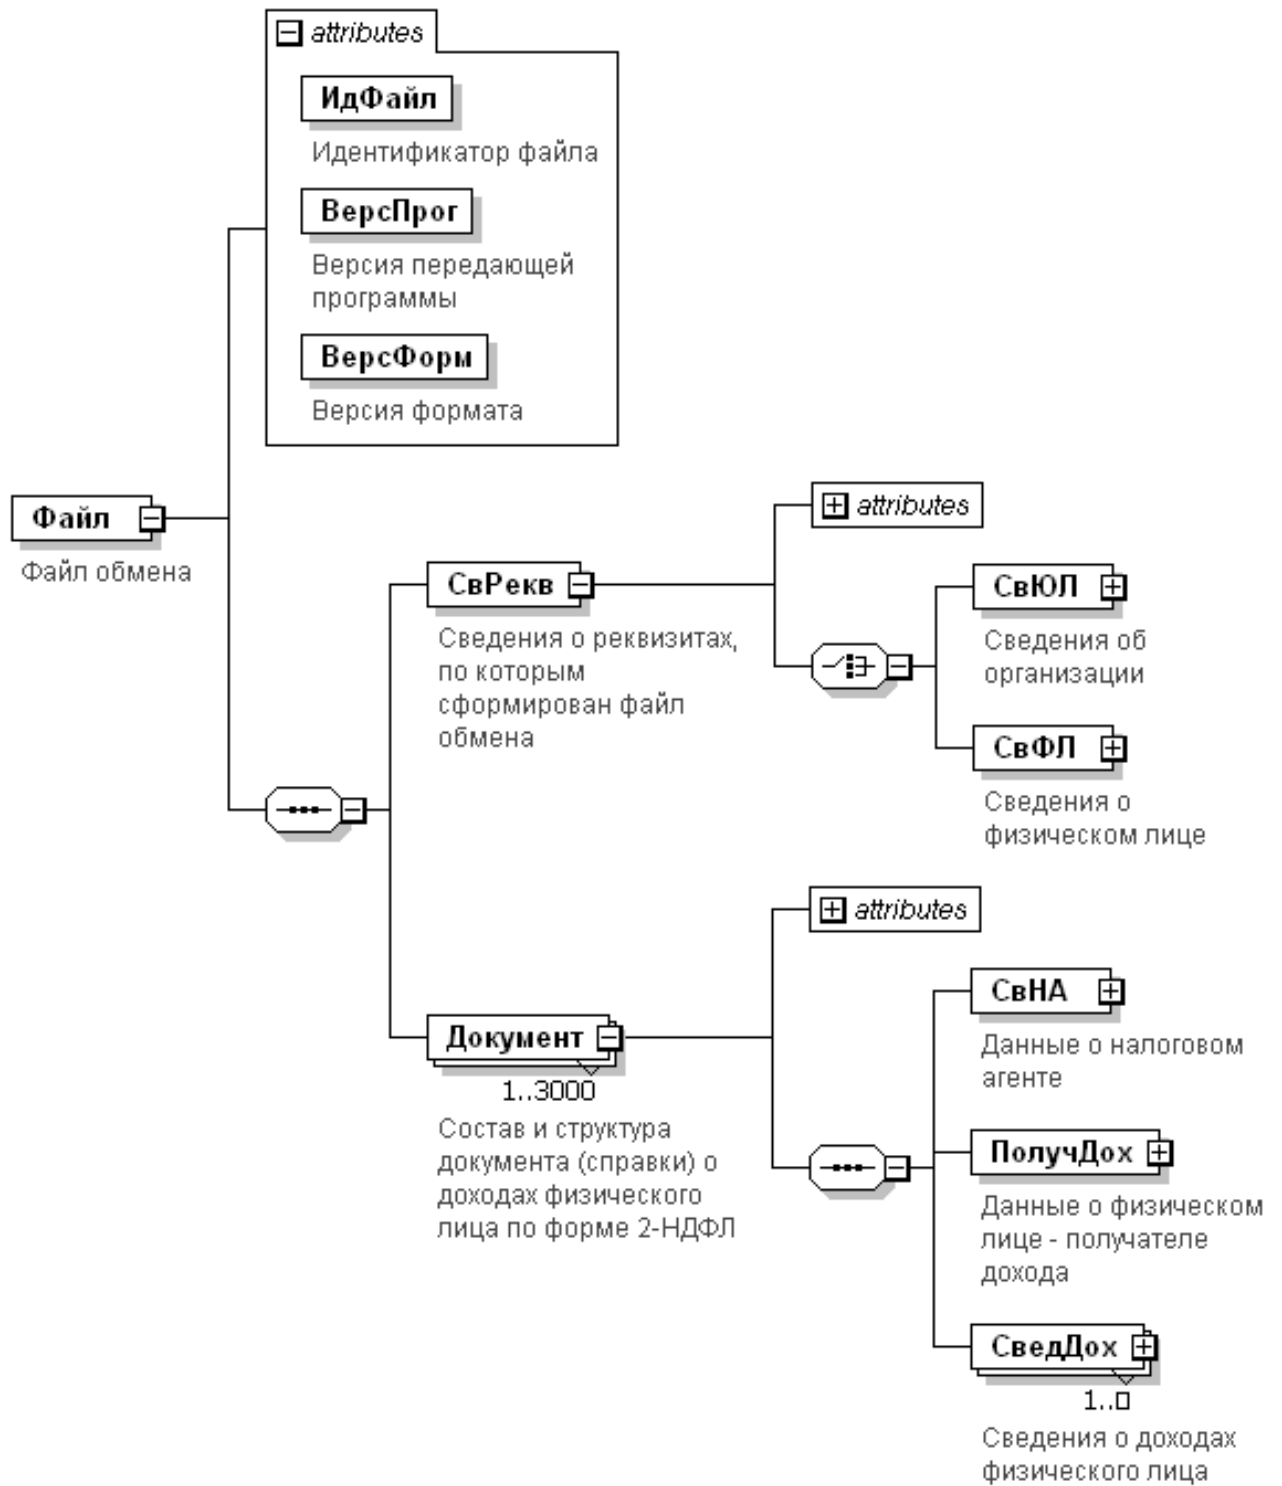 attributes
ИдФайл
Идентификатор файла
ВерсПрог
Версия передающей
программы
ВерсФорм
Версия формата
Файл
Файл обмена
СвРекв
Сведения о реквизитах,
по которым
сформирован файл
обмена
attributes
СвЮЛ
Сведения об
организации
СвФЛ
Сведения о
физическом лице
Документ
1..3000
Состав и структура
документа (справки) о
доходах физического
лица по форме 2-НДФЛ
attributes
СвНА
Данные о налоговом
агенте
ПолучДох
Данные о физическом
лице - получателе
дохода
СведДох
1..□
Сведения о доходах
физического лица